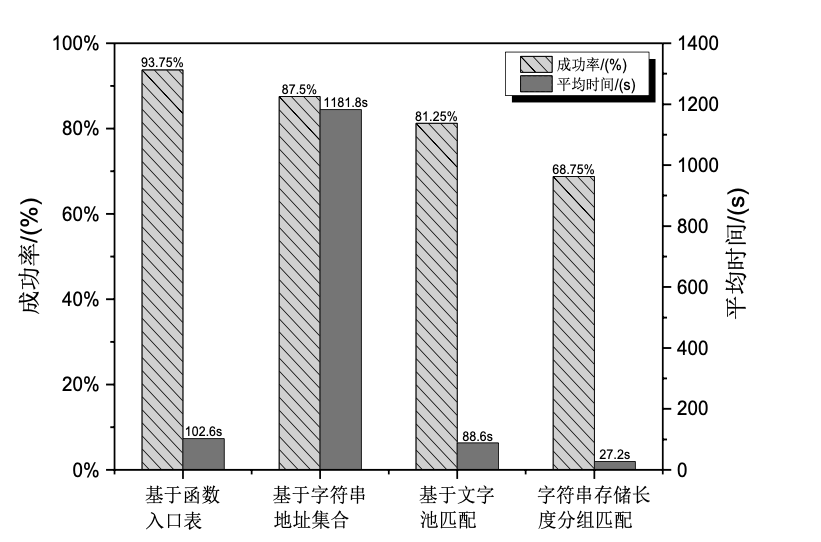 100%
80%
60%
40%
20%
0%
成功率/(%)
93.75%
102.6s
87.5%
1181.8s
81.25%
88.6s
68.75%
27.2s
成功率/(%)
平均时间/(s)
1400
1200
1000
800
600
400
200
0
平均时间/(s)
基于函数
入口表
基于字符串
地址集合
基于文字
池匹配
字符串存储长
度分组匹配